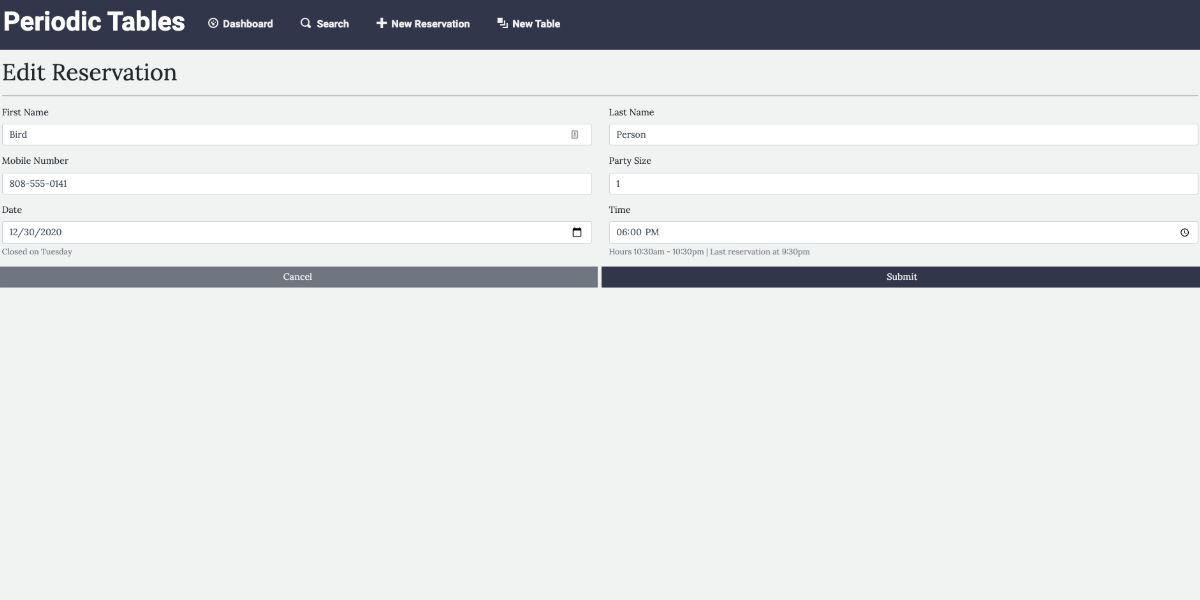 Periodic Tables Dashboard Search New Reservation New Table
Edit Reservation
First Name Last Name
Bird Person
Mobile Number Party Size
808-555-0141 1
Date Time
12/30/2020 06:00 PM
Closed on Tuesday Hours 10:30am - 10:30pm | Last reservation at 9:30pm
Cancel Submit